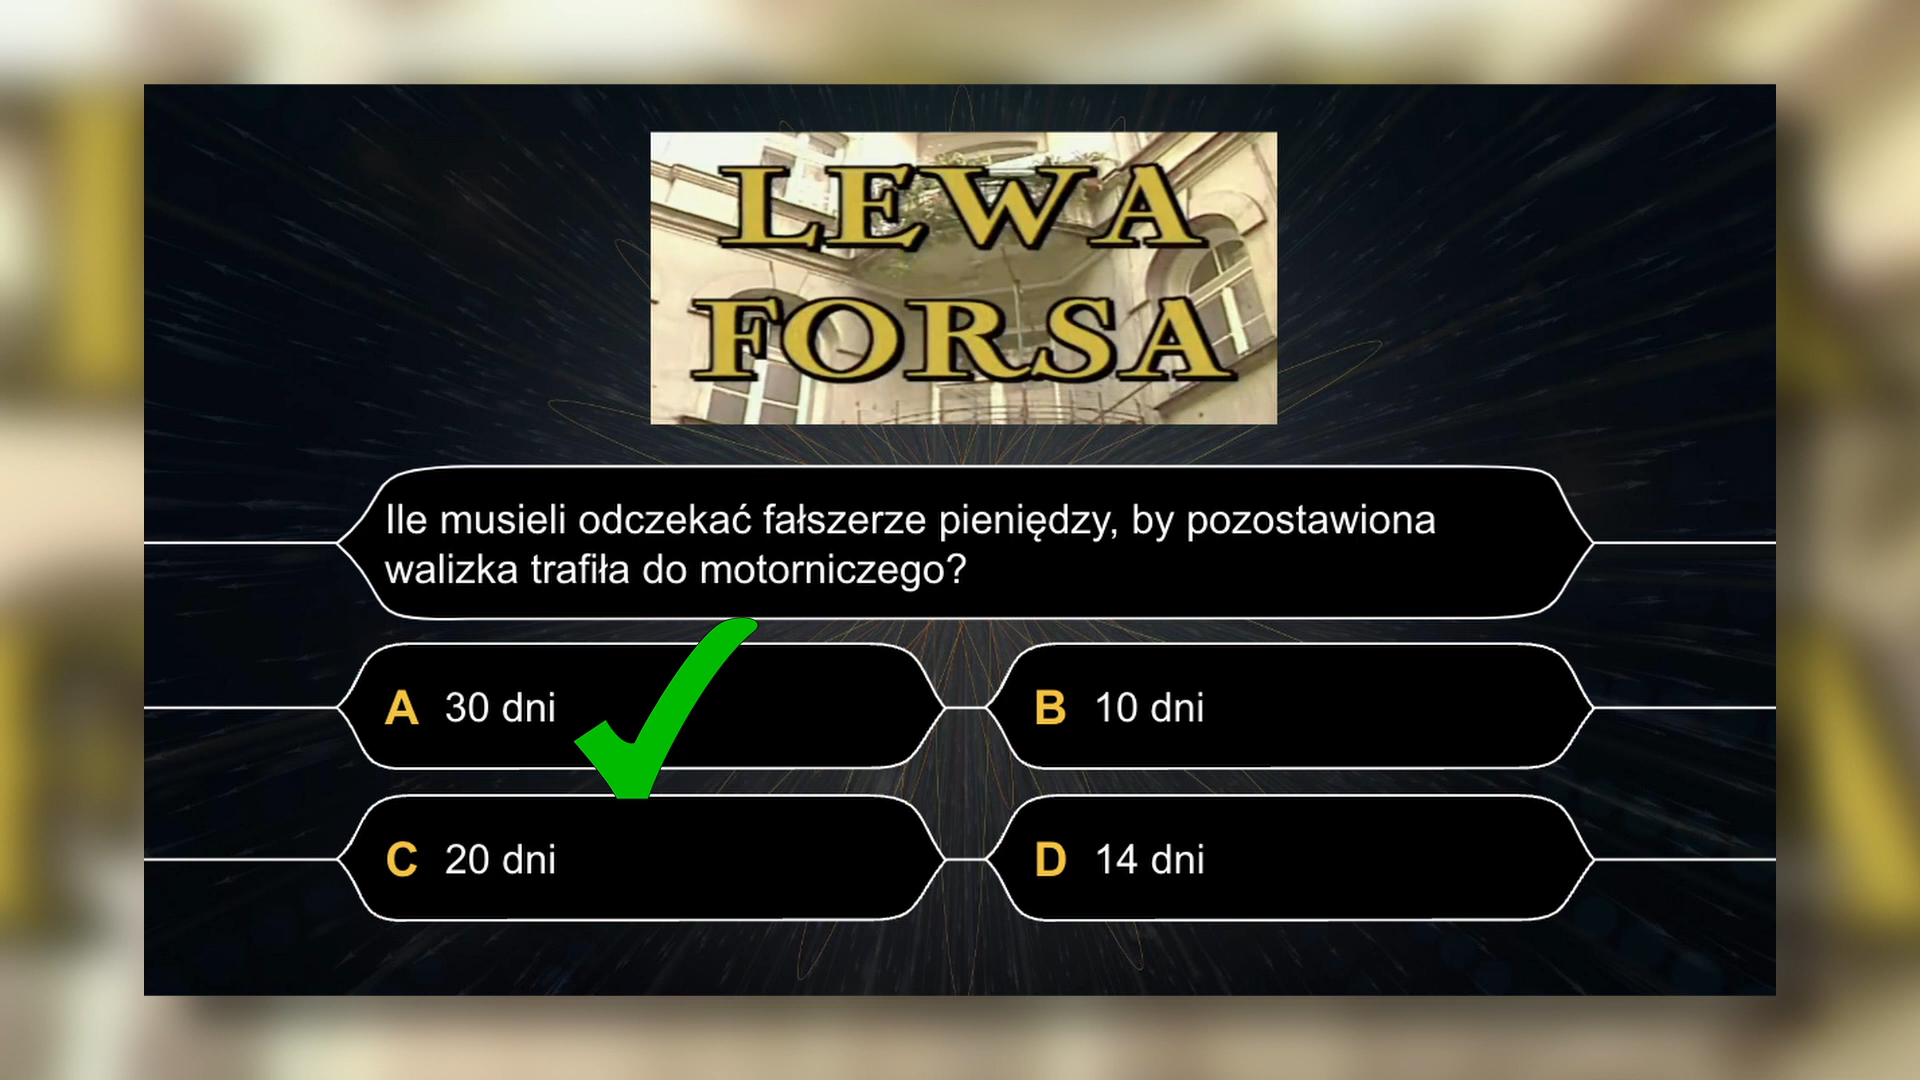 LEWA
FORSA
Ile musieli odczekać fałszerze pieniędzy, by pozostawiona
walizka trafiła do motorniczego?
A 30 dni
B 10 dni
C 20 dni
D 14 dni